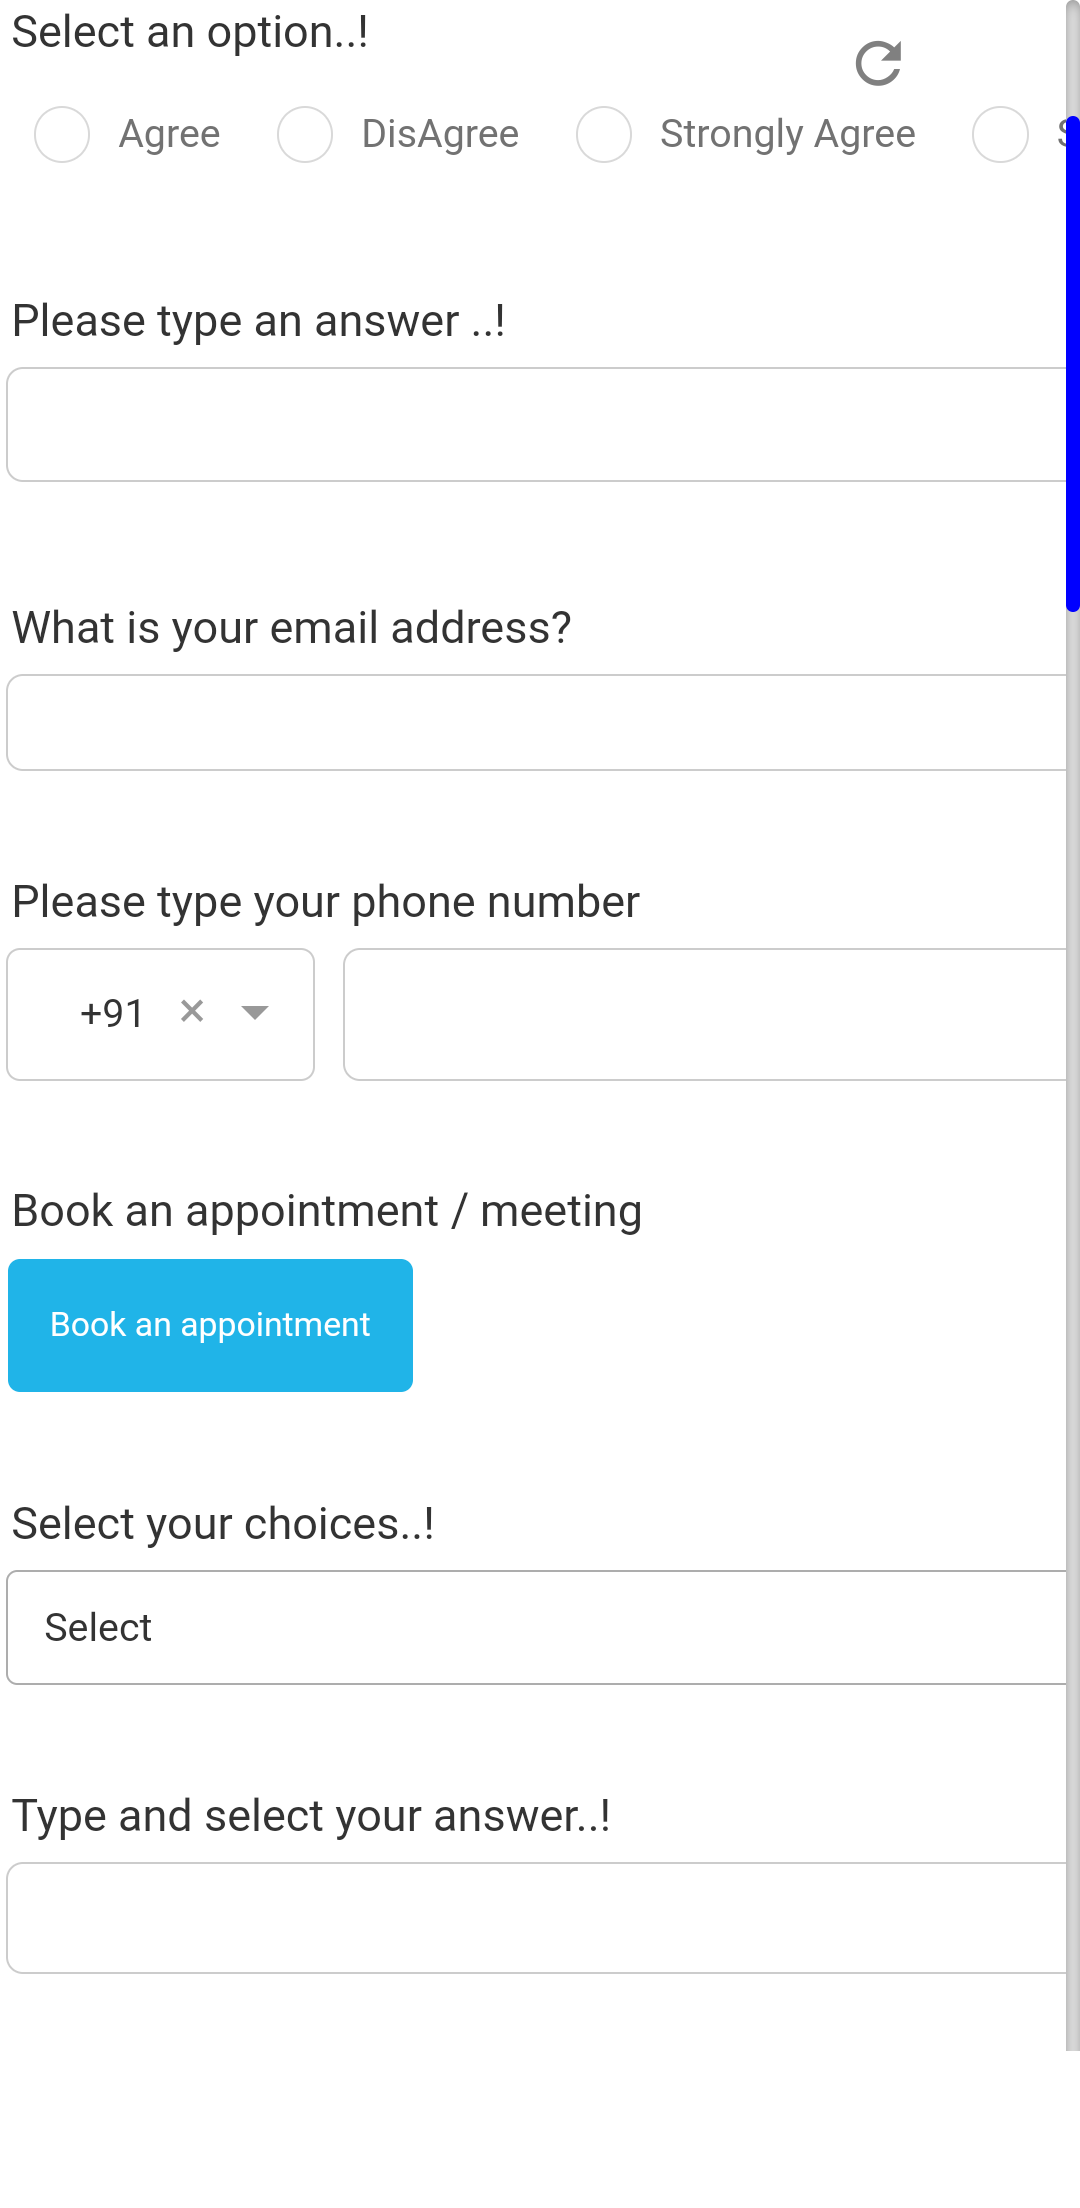 Select an option..!
Agree DisAgree Strongly Agree
Please type an answer ..!
What is your email address?
Please type your phone number
+91
Book an appointment / meeting
Book an appointment
Select your choices..!
Select
Type and select your answer..!